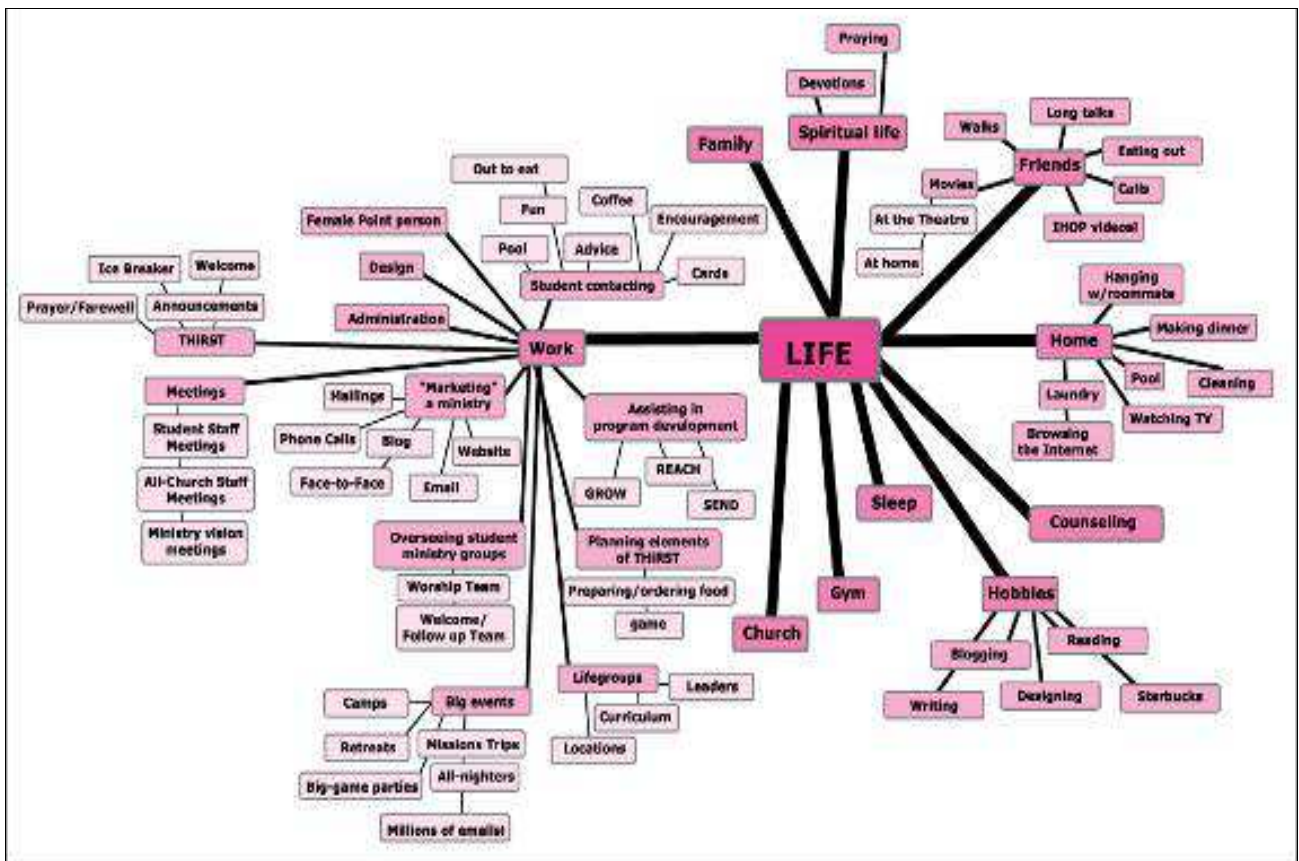 Praying
Devotions
Spiritual life
Family
Long talks
Walks
Eating out
Friends
Movies
Calls
At the Theatre
IHOP videos!
At home
Out to eat
Coffee
Fun
Encouragement
Female Point person
Pool
Advice
Cards
Student contacting
Design
Administration
Ice Breaker
Welcome
Prayer/Farewell
Announcements
THIRST
Work
LIFE
Hanging
w/roommate
Home
Making dinner
Pool
Cleaning
Laundry
Watching TV
Browsing
the Internet
Meetings
Student Staff
Meetings
All-Church Staff
Meetings
Ministry vision
meetings
"Marketing"
a ministry
Mailings
Phone Calls
Blog
Website
Face-to-Face
Email
Assisting in
program development
REACH
GROW
SEND
Sleep
Counseling
Overseeing student
ministry groups
Worship Team
Welcome/
Follow up Team
Planning elements
of THIRST
Preparing/ordering food
game
Gym
Church
Hobbies
Reading
Blogging
Designing
Starbucks
Writing
Lifegroups
Leaders
Curriculum
Locations
Big events
Camps
Retreats
Missions Trips
All-nighters
Big-game parties
Millions of emails!